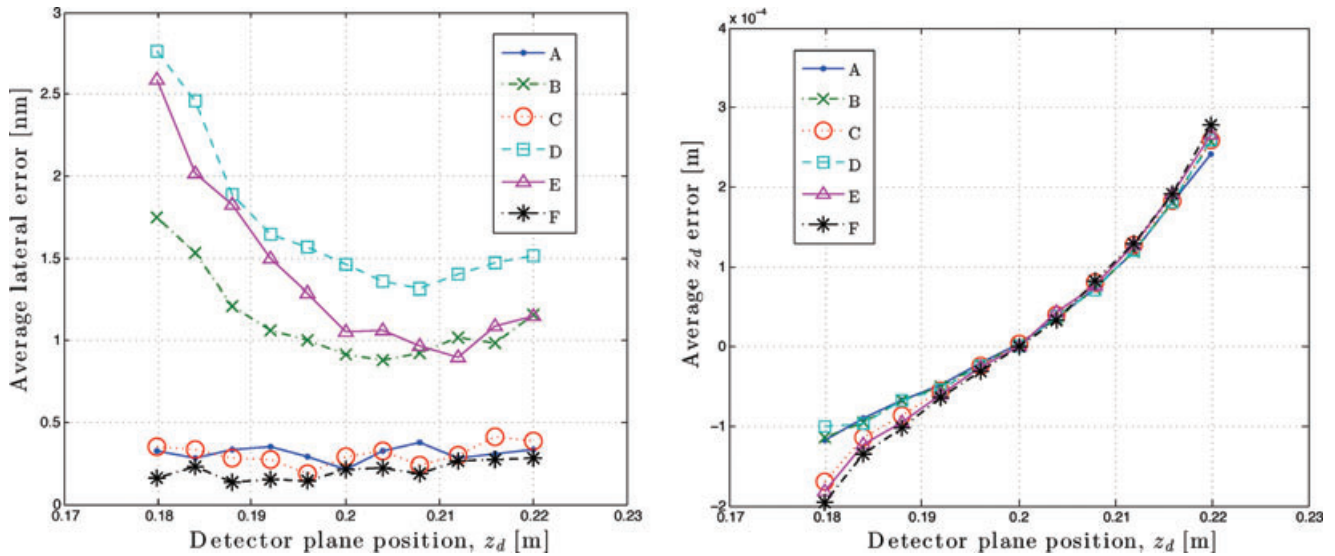 3
2.5
2
1.5
1
0.5
0
Average lateral error [nm]
A
B
C
D
E
F
0.17 0.18 0.19 0.2 0.21 0.22 0.23
Detector plane position, z_d [m]
4 x 10^-4
3
2
1
0
−1
−2
Average z_d error [m]
A
B
C
D
E
F
0.17 0.18 0.19 0.2 0.21 0.22 0.23
Detector plane position, z_d [m]